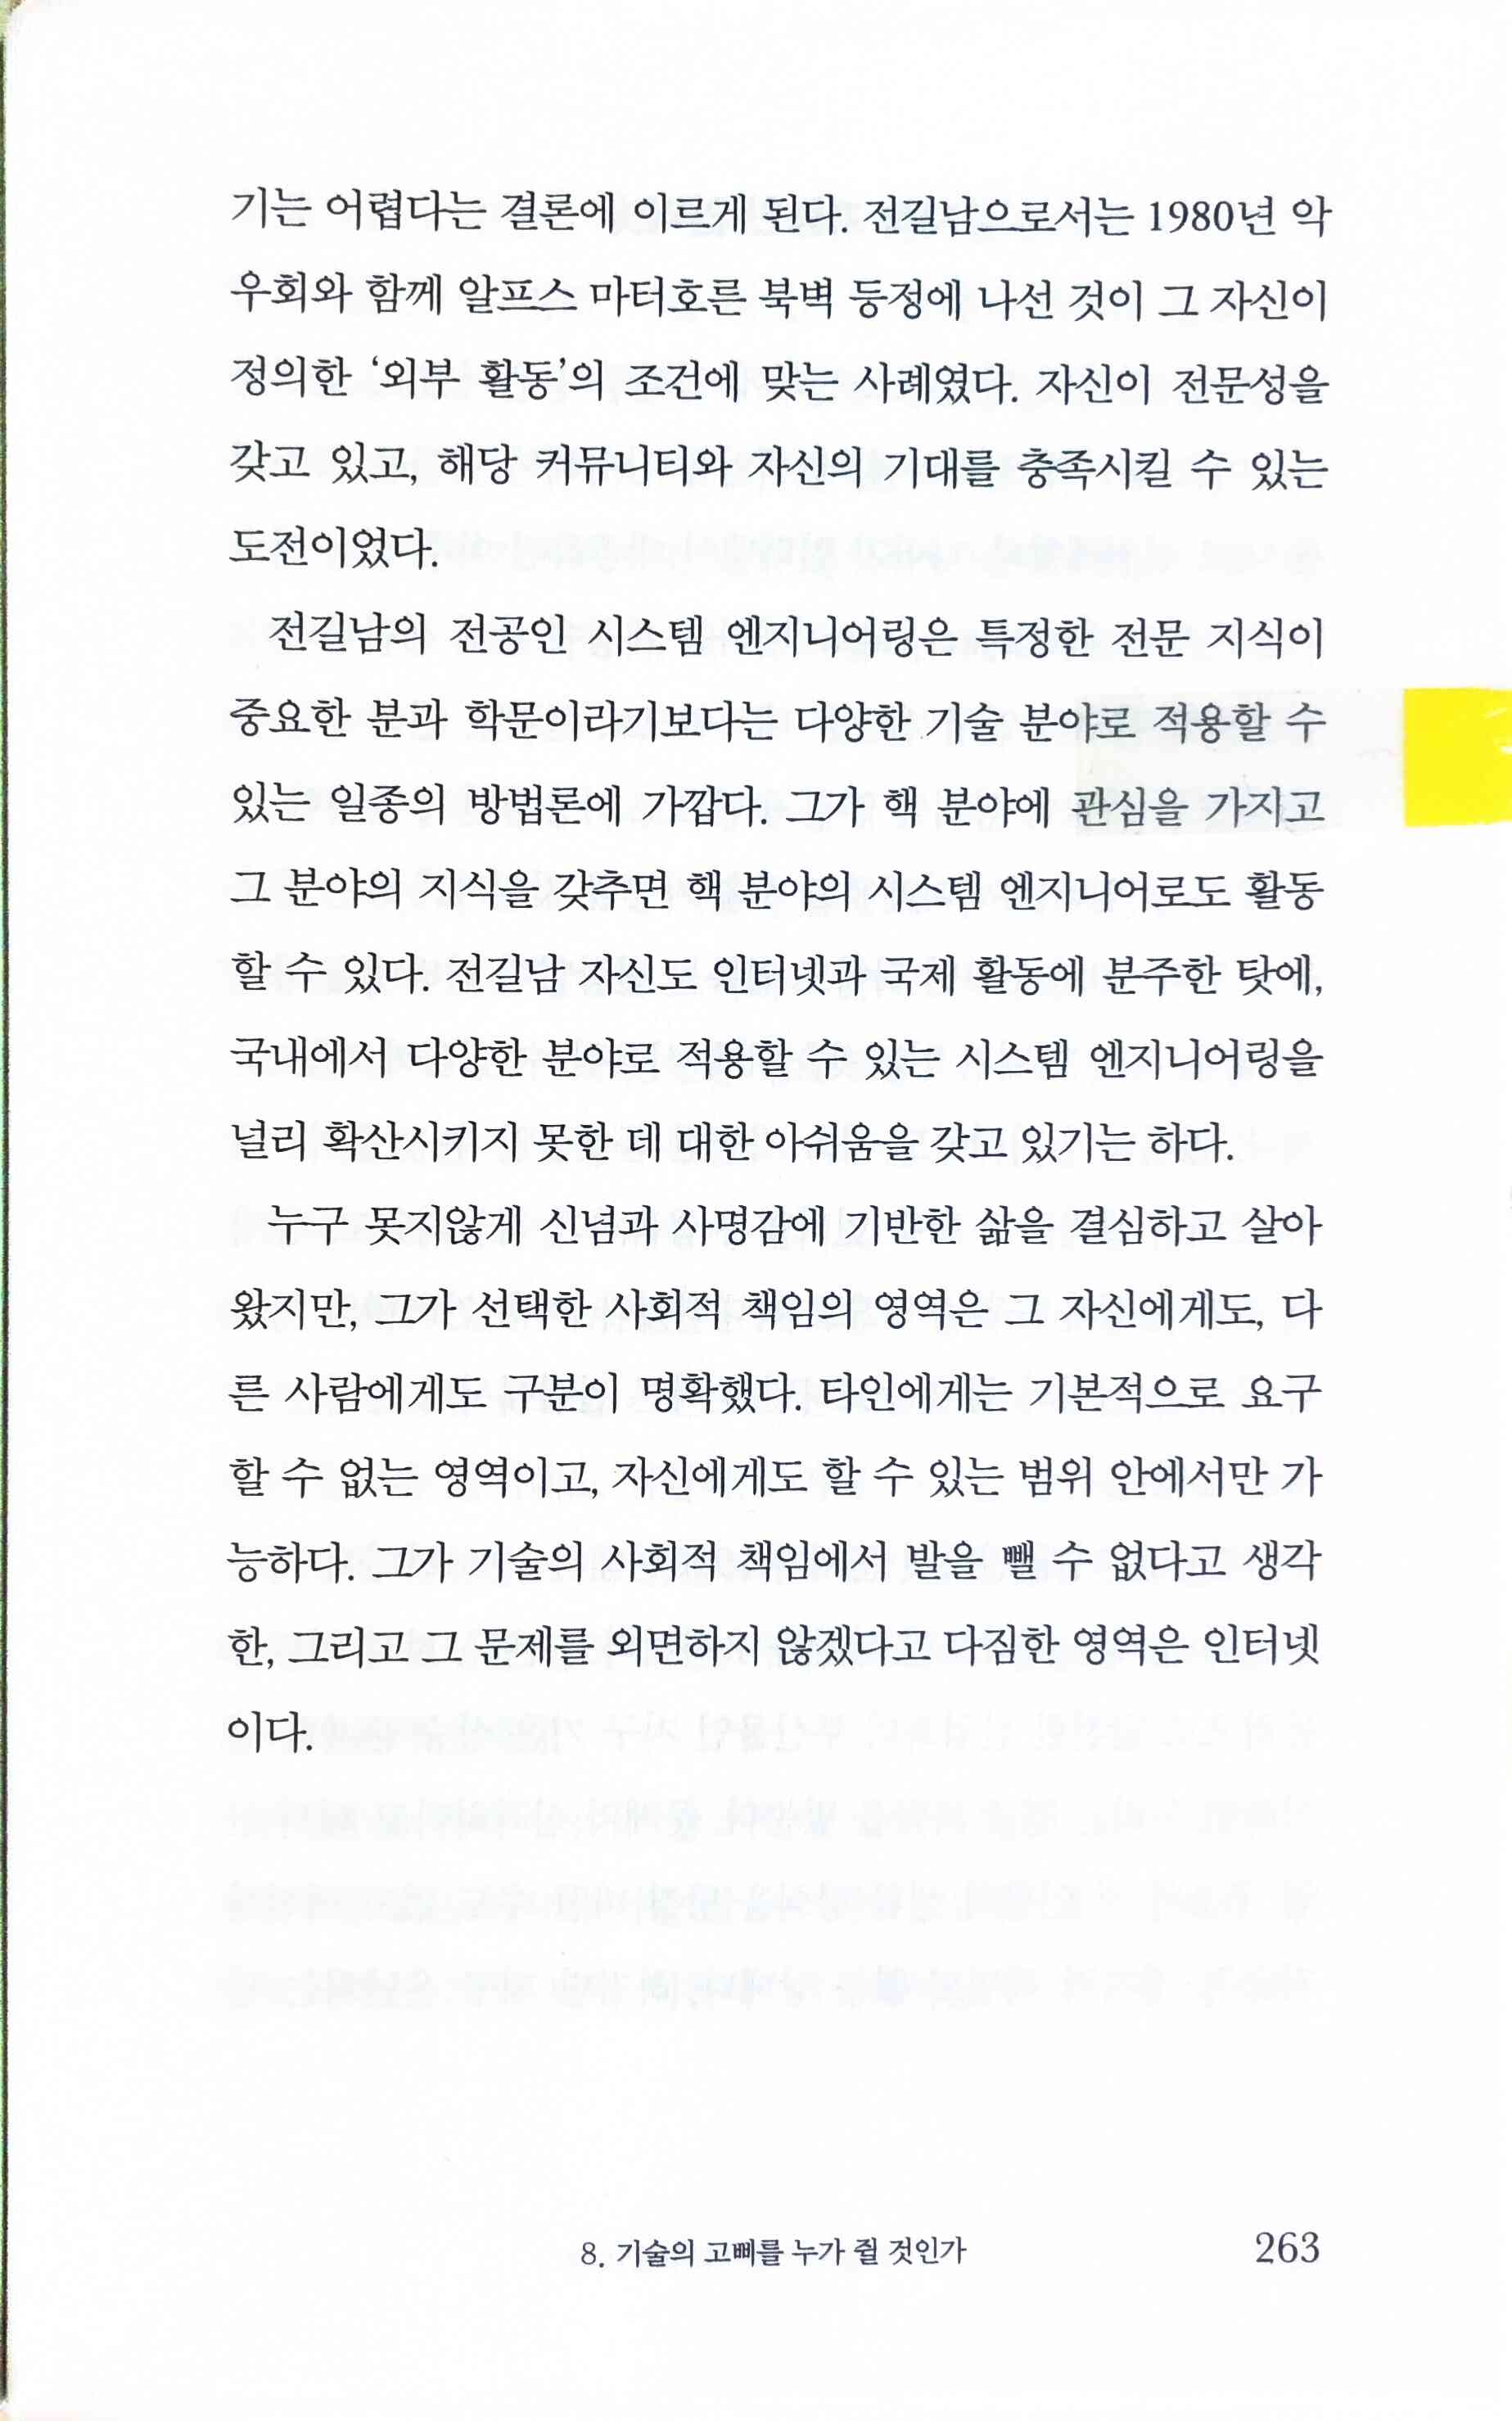 기는 어렵다는 결론에 이르게 된다. 전길남으로서는 1980년 악
우회와 함께 알프스 마터호른 북벽 등정에 나선 것이 그 자신이
정의한 ‘외부 활동’의 조건에 맞는 사례였다. 자신이 전문성을
갖고 있고, 해당 커뮤니티와 자신의 기대를 충족시킬 수 있는
도전이었다.
전길남의 전공인 시스템 엔지니어링은 특정한 전문 지식이
중요한 분과 학문이라기보다는 다양한 기술 분야로 적용할 수
있는 일종의 방법론에 가깝다. 그가 핵 분야에 관심을 가지고
그 분야의 지식을 갖추면 핵 분야의 시스템 엔지니어로도 활동
할 수 있다. 전길남 자신도 인터넷과 국제 활동에 분주한 탓에,
국내에서 다양한 분야로 적용할 수 있는 시스템 엔지니어링을
널리 확산시키지 못한 데 대한 아쉬움을 갖고 있기는 하다.
누구 못지않게 신념과 사명감에 기반한 삶을 결심하고 살아
왔지만, 그가 선택한 사회적 책임의 영역은 그 자신에게도, 다
른 사람에게도 구분이 명확했다. 타인에게는 기본적으로 요구
할 수 없는 영역이고, 자신에게도 할 수 있는 범위 안에서만 가
능하다. 그가 기술의 사회적 책임에서 발을 뺄 수 없다고 생각
한, 그리고 그 문제를 외면하지 않겠다고 다짐한 영역은 인터넷
이다.
8. 기술의 고삐를 누가 쥘 것인가 263